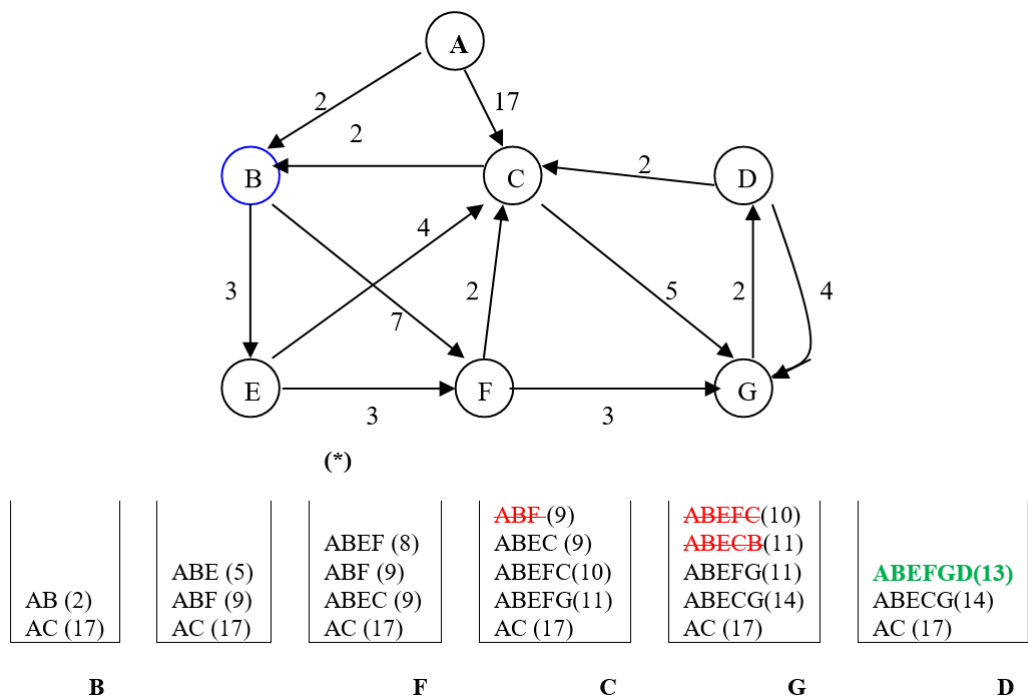 A
2
17
2
B
C
2
D
4
3
2
5
2
4
7
E
F
G
3
3
(*)
AB (2)
AC (17)
ABE (5)
ABF (9)
AC (17)
ABEF (8)
ABF (9)
ABEC (9)
AC (17)
ABF (9)
ABEC (9)
ABEFC(10)
ABEFG(11)
AC (17)
ABEFC(10)
ABECB(11)
ABEFG(11)
ABECG(14)
AC (17)
ABEFGD(13)
ABECG(14)
AC (17)
B
F
C
G
D